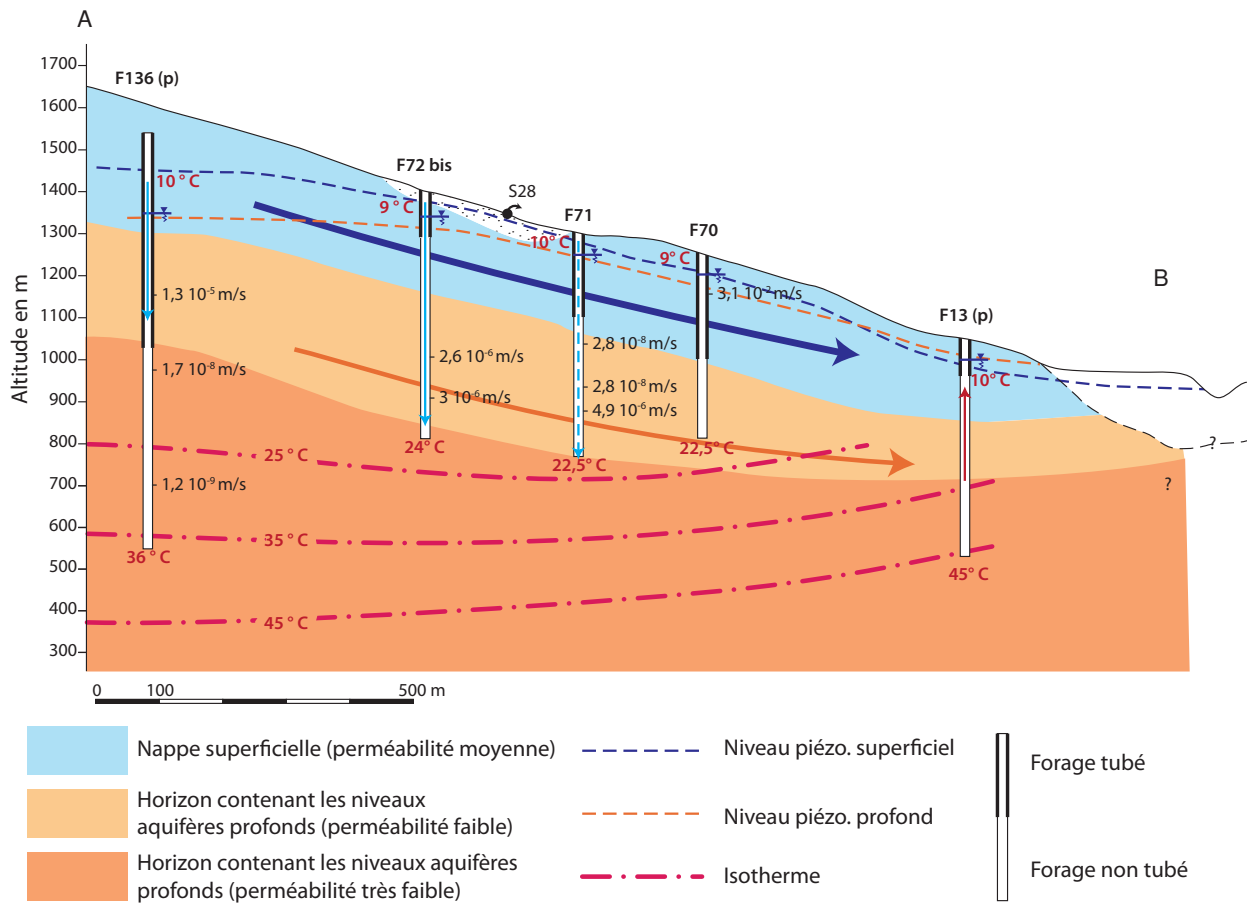 A
1700
F136 (p)
1600
1500
F72 bis
S28
1400
10 °C
9 °C
F71
F70
1300
10°C
9°C
B
1200
1,3 10⁻⁵ m/s
3,1 10⁻² m/s
F13 (p)
1100
2,6 10⁻⁶ m/s
2,8 10⁻⁸ m/s
1000
1,7 10⁻⁸ m/s
2,8 10⁻⁸ m/s
10°C
900
3 10⁻⁶ m/s
4,9 10⁻⁶ m/s
800
25 °C
24°C
22,5°C
22,5°C
?
700
1,2 10⁻⁹ m/s
?
600
35 °C
36 °C
500
45° C
400
45 °C
300
Altitude en m
0 100 500 m
Nappe superficielle (perméabilité moyenne)
Horizon contenant les niveaux
aquifères profonds (perméabilité faible)
Horizon contenant les niveaux aquifères
profonds (perméabilité très faible)
Niveau piézo. superficiel
Niveau piézo. profond
Isotherme
Forage tubé
Forage non tubé